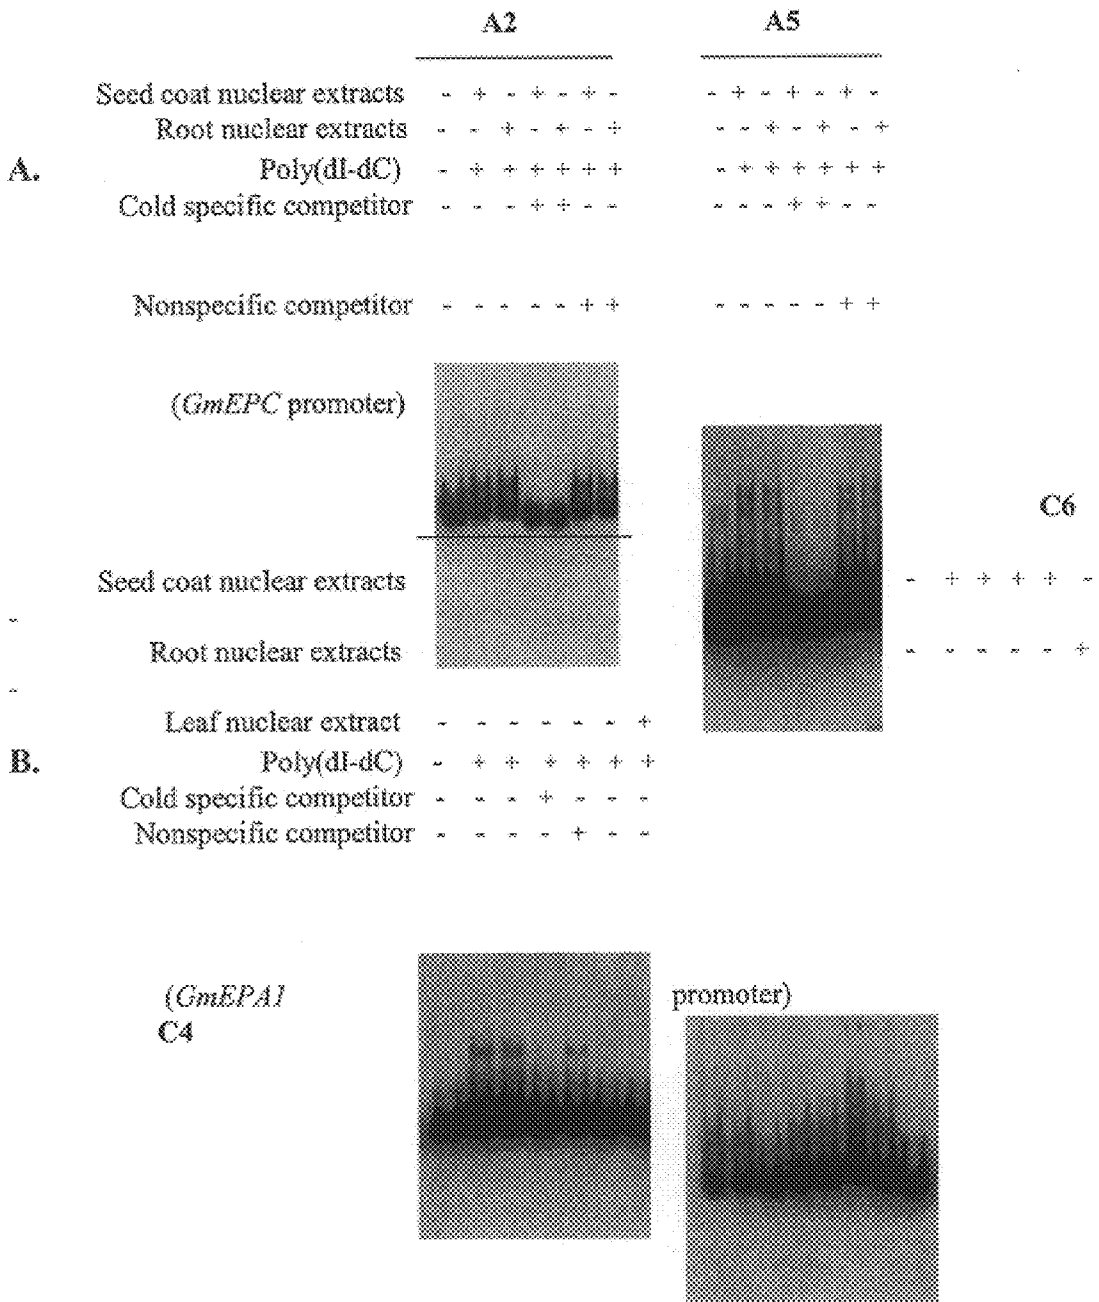 A2 A5
Seed coat nuclear extracts - + - + - + - - + - + - + -
Root nuclear extracts - - + - + - + - - + - + - +
A. Poly(dI-dC) - + + + + + + - + + + + + +
Cold specific competitor - - - + + - - - - - + + - -
Nonspecific competitor - - - - - + + - - - - - + +
(GmEPC promoter)
C6
Seed coat nuclear extracts - + + + + -
-
Root nuclear extracts - - - - - +
-
Leaf nuclear extract - - - - - - +
B. Poly(dI-dC) - + + + + + +
Cold specific competitor - - - + - - -
Nonspecific competitor - - - - + - -
(GmEPA1 promoter)
C4